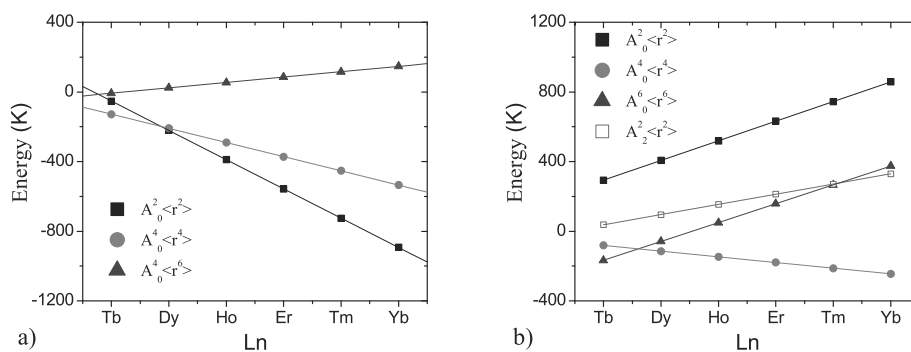 400
0
-400
-800
-1200
Energy (K)
A²₀<r²>
A⁴₀<r⁴>
A⁴₀<r⁶>
Tb Dy Ho Er Tm Yb
Ln
a)
1200
800
400
0
-400
Energy (K)
A²₀<r²>
A⁴₀<r⁴>
A⁶₀<r⁶>
A²₂<r²>
Tb Dy Ho Er Tm Yb
Ln
b)